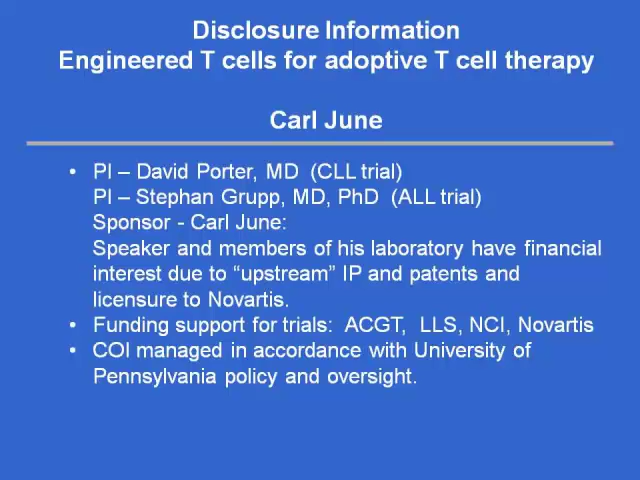 Disclosure Information
Engineered T cells for adoptive T cell therapy
Carl June
• PI – David Porter, MD  (CLL trial)
PI – Stephan Grupp, MD, PhD  (ALL trial)
Sponsor - Carl June:
Speaker and members of his laboratory have financial
interest due to “upstream” IP and patents and
licensure to Novartis.
• Funding support for trials:  ACGT,  LLS, NCI, Novartis
• COI managed in accordance with University of
Pennsylvania policy and oversight.